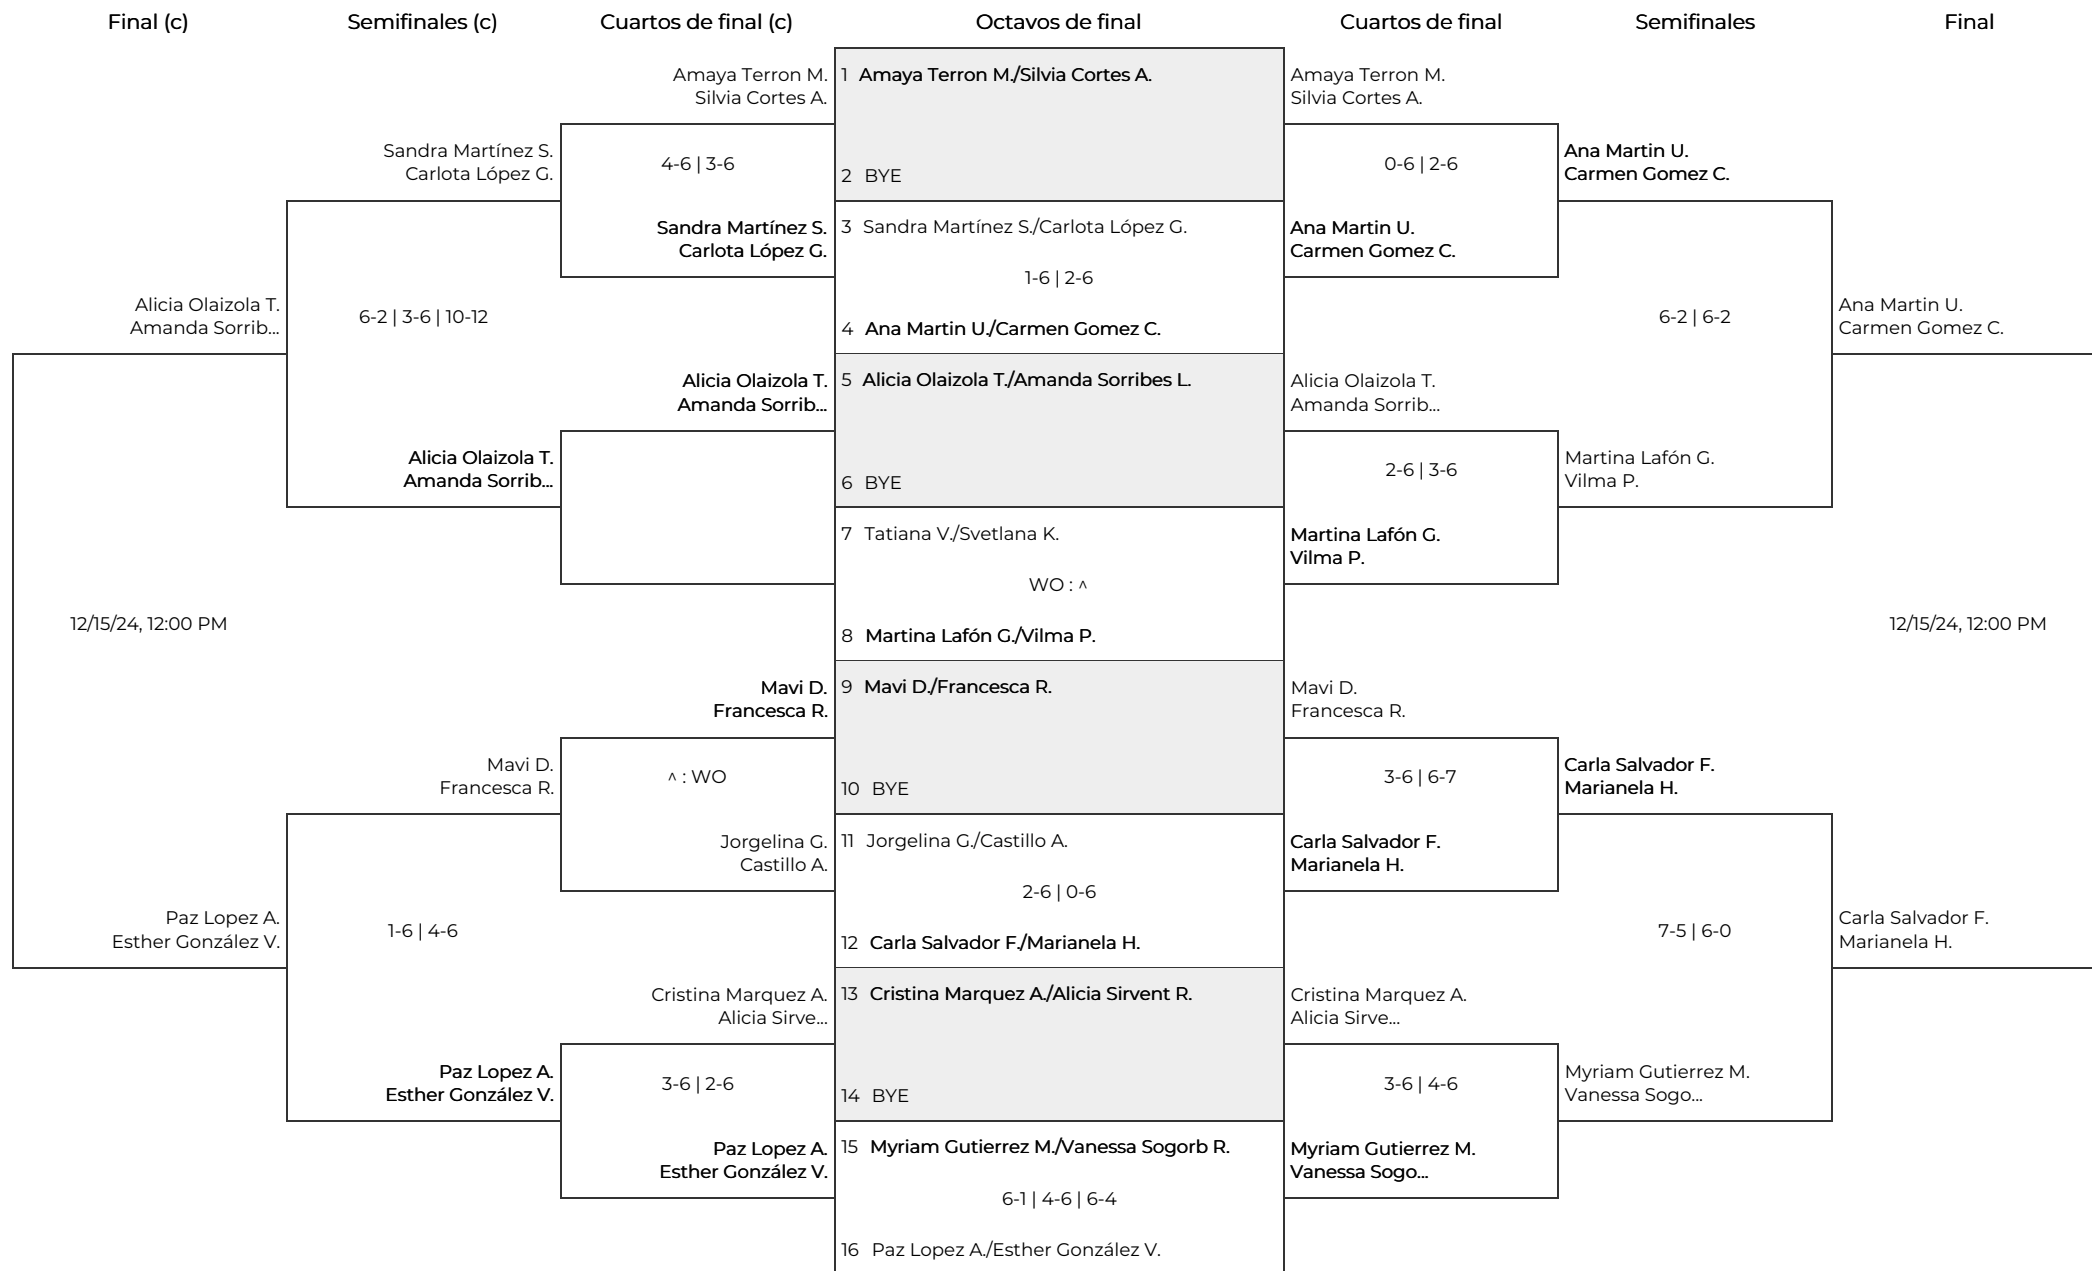 Final (c)
Semifinales (c)
Cuartos de final (c)
Octavos de final
Cuartos de final
Semifinales
Final
Alicia Olaizola T.
Amanda Sorrib...
12/15/24, 12:00 PM
Paz Lopez A.
Esther González V.
Sandra Martínez S.
Carlota López G.
6-2 | 3-6 | 10-12
Alicia Olaizola T.
Amanda Sorrib...
Mavi D.
Francesca R.
1-6 | 4-6
Paz Lopez A.
Esther González V.
Amaya Terron M.
Silvia Cortes A.
4-6 | 3-6
Sandra Martínez S.
Carlota López G.
Alicia Olaizola T.
Amanda Sorrib...
Mavi D.
Francesca R.
^ : WO
Jorgelina G.
Castillo A.
Cristina Marquez A.
Alicia Sirve...
3-6 | 2-6
Paz Lopez A.
Esther González V.
1 Amaya Terron M./Silvia Cortes A.
2 BYE
3 Sandra Martínez S./Carlota López G.
1-6 | 2-6
4 Ana Martin U./Carmen Gomez C.
5 Alicia Olaizola T./Amanda Sorribes L.
6 BYE
7 Tatiana V./Svetlana K.
WO : ^
8 Martina Lafón G./Vilma P.
9 Mavi D./Francesca R.
10 BYE
11 Jorgelina G./Castillo A.
2-6 | 0-6
12 Carla Salvador F./Marianela H.
13 Cristina Marquez A./Alicia Sirvent R.
14 BYE
15 Myriam Gutierrez M./Vanessa Sogorb R.
6-1 | 4-6 | 6-4
16 Paz Lopez A./Esther González V.
Amaya Terron M.
Silvia Cortes A.
0-6 | 2-6
Ana Martin U.
Carmen Gomez C.
Alicia Olaizola T.
Amanda Sorrib...
2-6 | 3-6
Martina Lafón G.
Vilma P.
Mavi D.
Francesca R.
3-6 | 6-7
Carla Salvador F.
Marianela H.
Cristina Marquez A.
Alicia Sirve...
3-6 | 4-6
Myriam Gutierrez M.
Vanessa Sogo...
Ana Martin U.
Carmen Gomez C.
6-2 | 6-2
Martina Lafón G.
Vilma P.
Carla Salvador F.
Marianela H.
7-5 | 6-0
Myriam Gutierrez M.
Vanessa Sogo...
Ana Martin U.
Carmen Gomez C.
12/15/24, 12:00 PM
Carla Salvador F.
Marianela H.